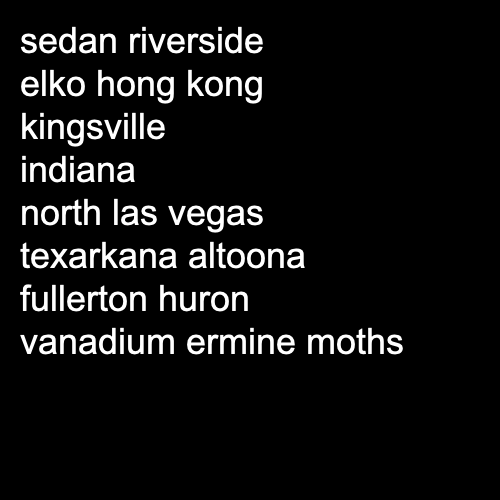 sedan riverside
elko hong kong
kingsville
indiana
north las vegas
texarkana altoona
fullerton huron
vanadium ermine moths